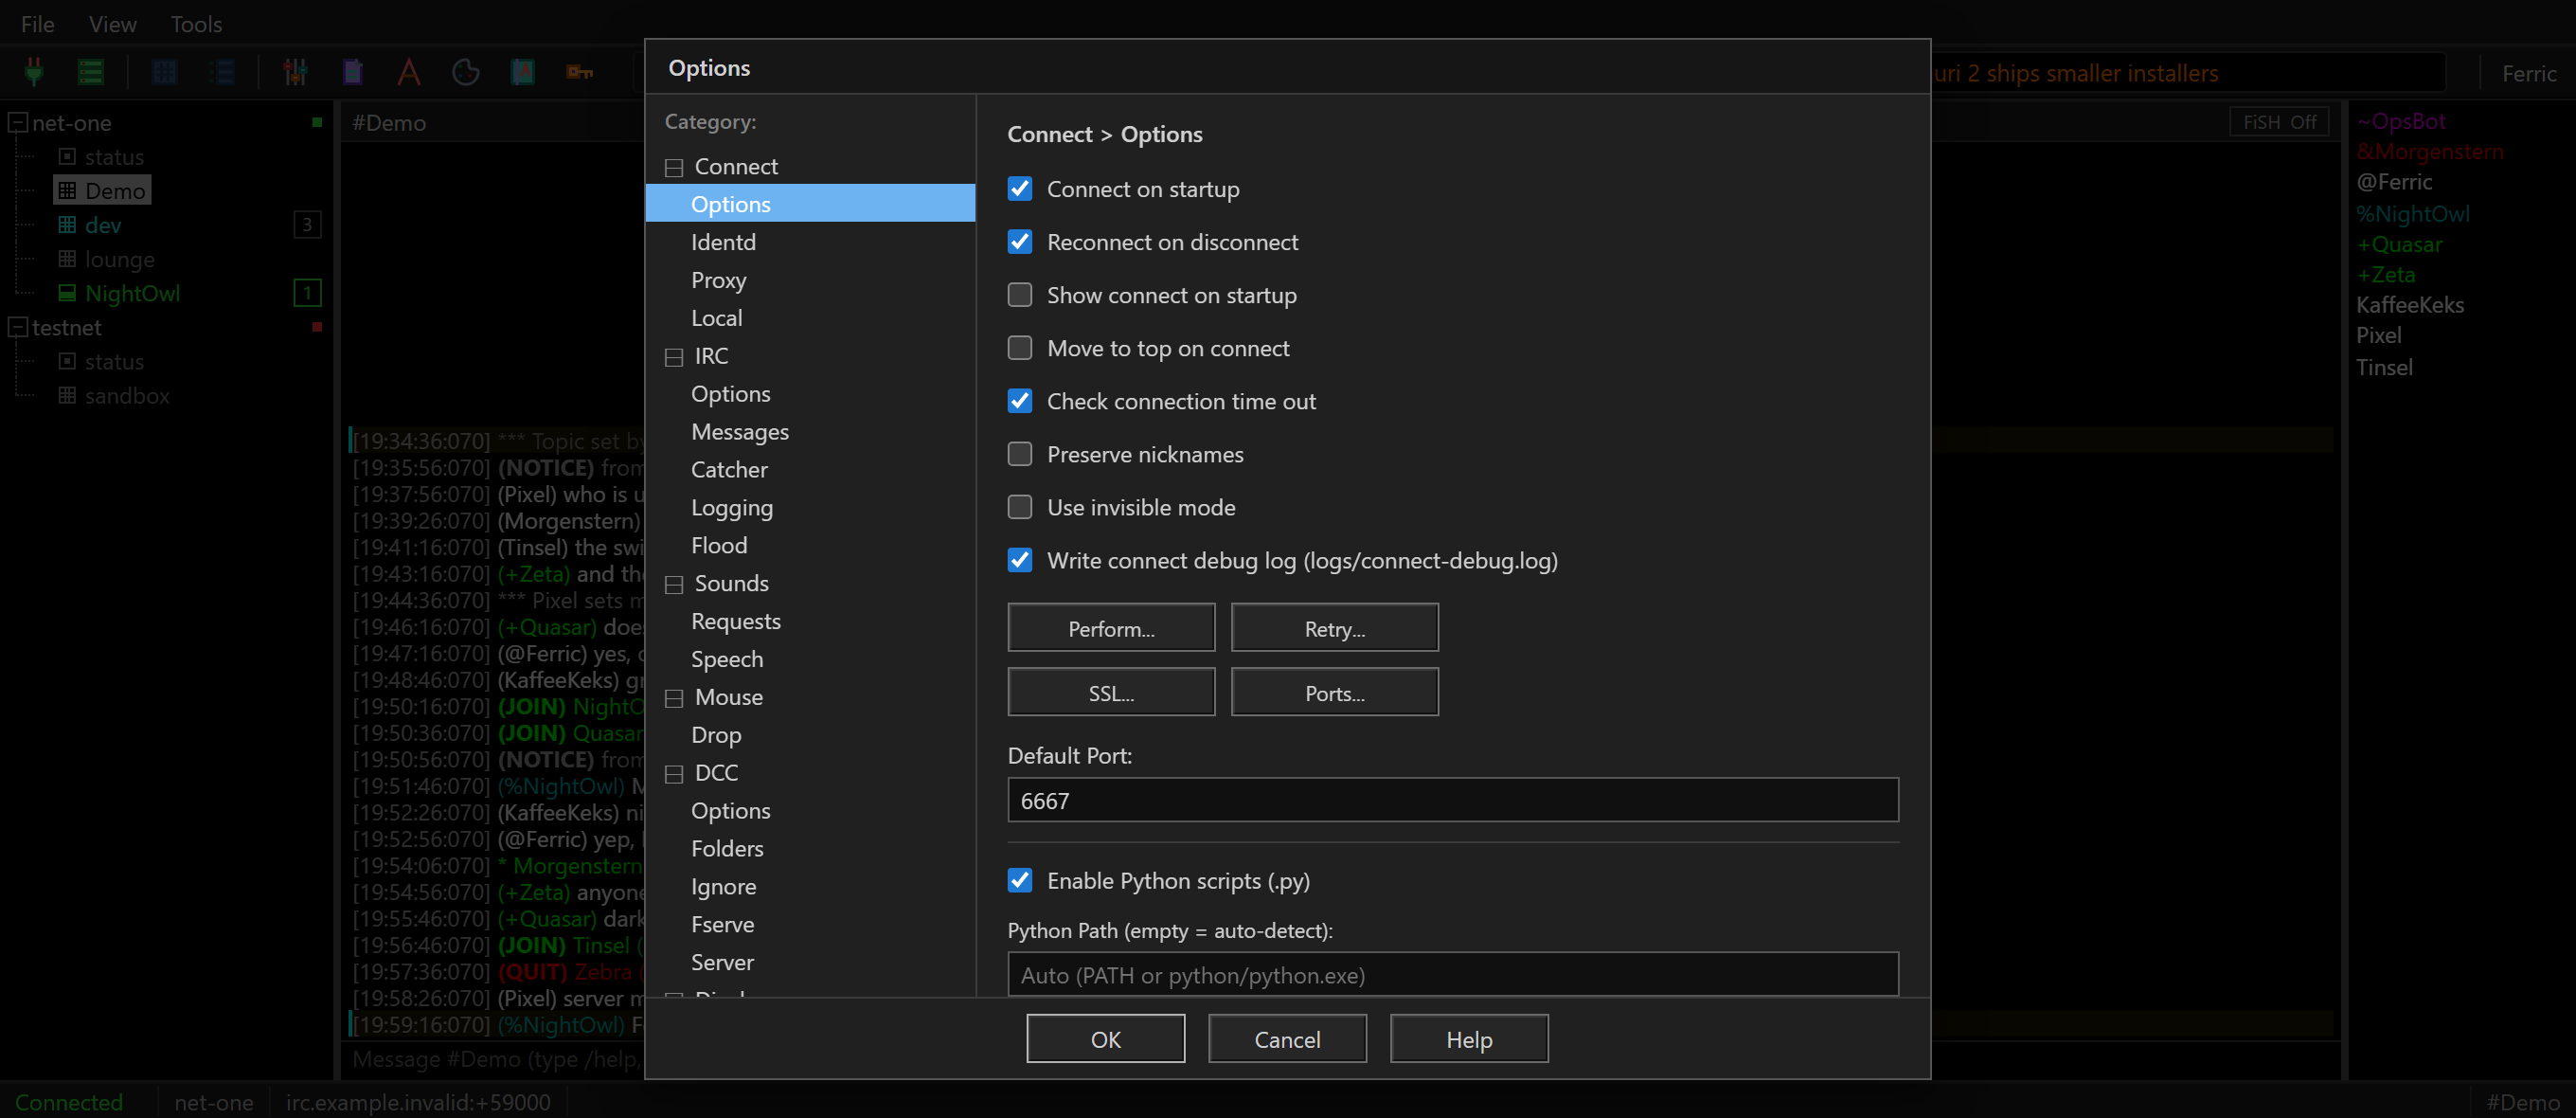 File View Tools
Options
uri 2 ships smaller installers
Ferric
net-one
status
Demo
dev 3
lounge
NightOwl 1
testnet
status
sandbox
#Demo
FiSH Off
[19:34:36:070] *** Topic set by
[19:35:56:070] (NOTICE) from
[19:37:56:070] (Pixel) who is u
[19:39:26:070] (Morgenstern)
[19:41:16:070] (Tinsel) the swi
[19:43:16:070] (+Zeta) and the
[19:44:36:070] *** Pixel sets m
[19:46:16:070] (+Quasar) does
[19:47:16:070] (@Ferric) yes, c
[19:48:46:070] (KaffeeKeks) gr
[19:50:16:070] (JOIN) NightO
[19:50:36:070] (JOIN) Quasar
[19:50:56:070] (NOTICE) from
[19:51:46:070] (%NightOwl) M
[19:52:26:070] (KaffeeKeks) ni
[19:52:56:070] (@Ferric) yep, 
[19:54:06:070] * Morgenstern
[19:54:56:070] (+Zeta) anyone
[19:55:46:070] (+Quasar) dark
[19:56:46:070] (JOIN) Tinsel (
[19:57:36:070] (QUIT) Zebra (
[19:58:26:070] (Pixel) server m
[19:59:16:070] (%NightOwl) F
Message #Demo (type /help,
Category:
Connect
Options
Identd
Proxy
Local
IRC
Options
Messages
Catcher
Logging
Flood
Sounds
Requests
Speech
Mouse
Drop
DCC
Options
Folders
Ignore
Fserve
Server
Connect > Options
Connect on startup
Reconnect on disconnect
Show connect on startup
Move to top on connect
Check connection time out
Preserve nicknames
Use invisible mode
Write connect debug log (logs/connect-debug.log)
Perform... Retry...
SSL... Ports...
Default Port:
6667
Enable Python scripts (.py)
Python Path (empty = auto-detect):
Auto (PATH or python/python.exe)
OK Cancel Help
~OpsBot
&Morgenstern
@Ferric
%NightOwl
+Quasar
+Zeta
KaffeeKeks
Pixel
Tinsel
Connected net-one irc.example.invalid:+59000 #Demo